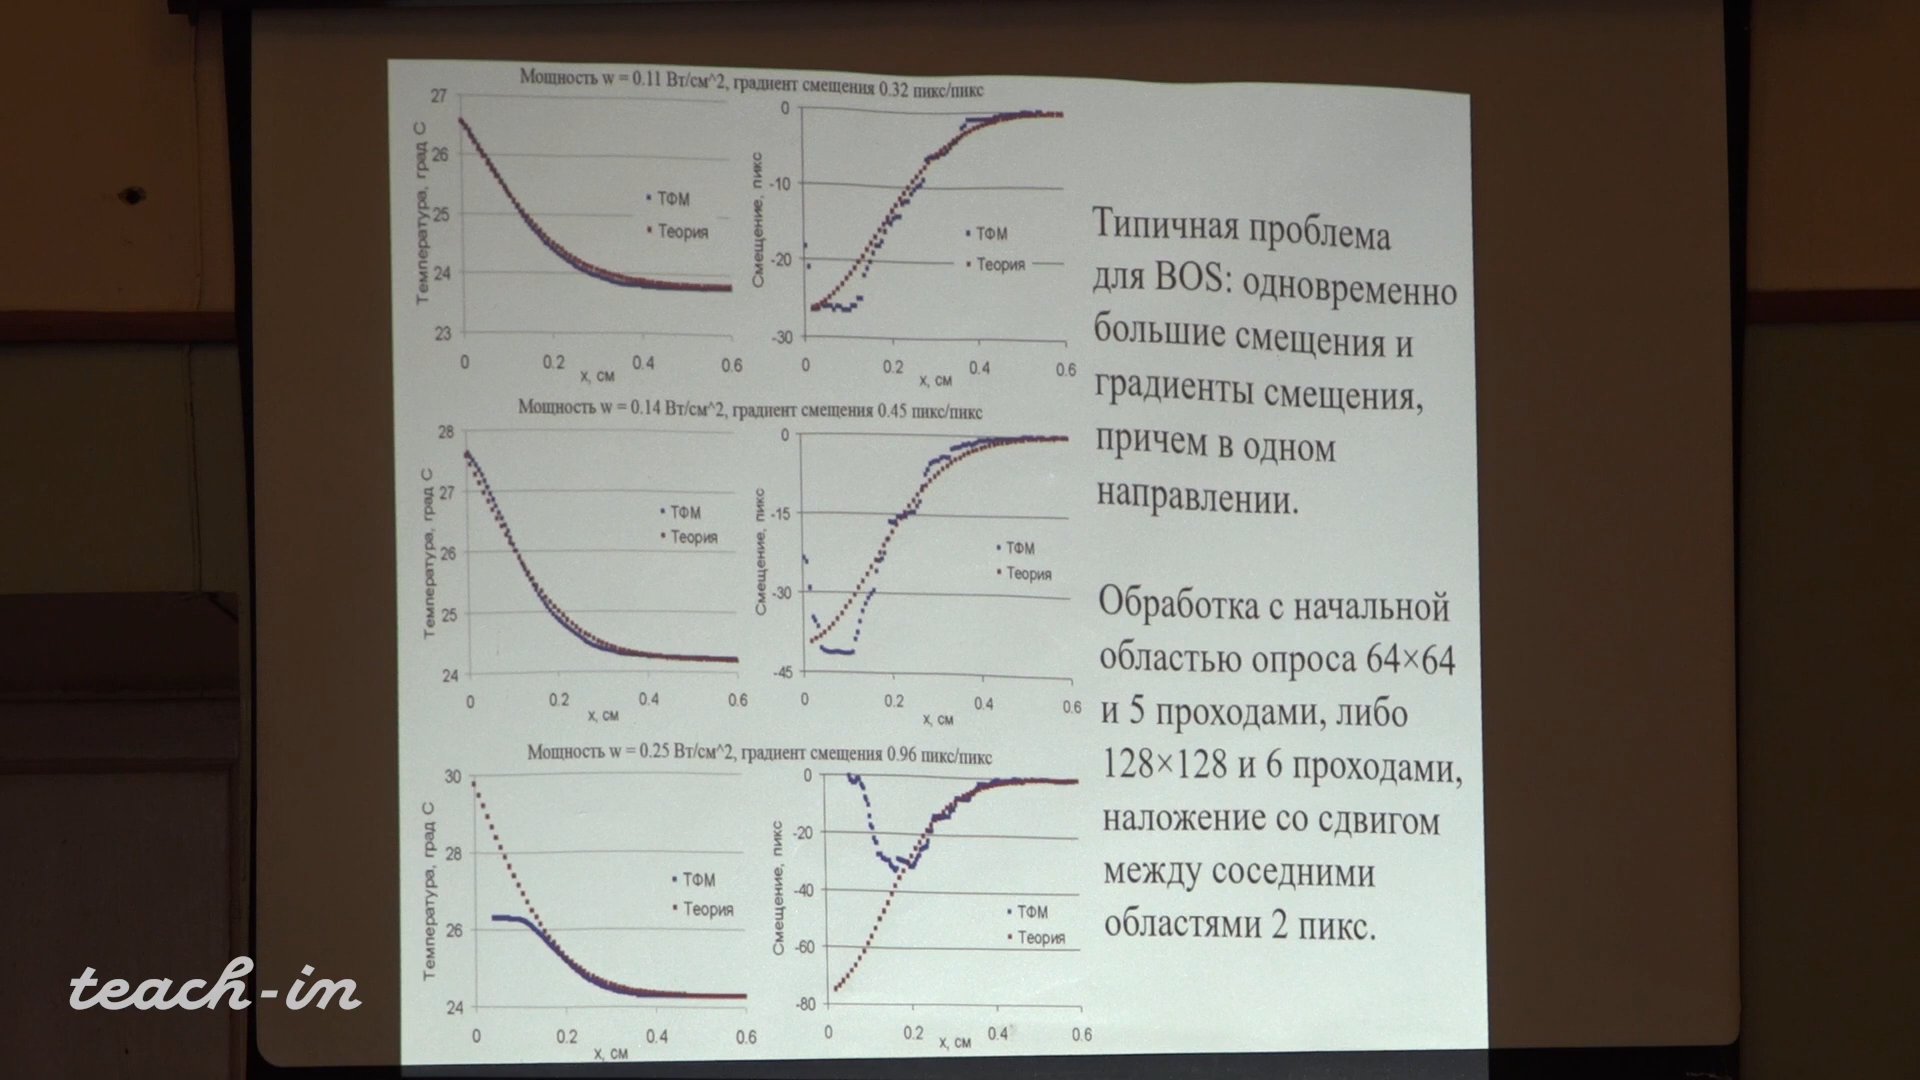 Мощность w = 0.11 Вт/см^2, градиент смещения 0.32 пикс/пикс
27
26
25
24
23
Температура, град С
ТФМ
Теория
0 0.2 0.4 0.6
х, см
0
-10
-20
-30
Смещение, пикс
ТФМ
Теория
0 0.2 0.4 0.6
х, см
Мощность w = 0.14 Вт/см^2, градиент смещения 0.45 пикс/пикс
28
27
26
25
24
Температура, град С
ТФМ
Теория
0 0.2 0.4 0.6
х, см
0
-15
-30
-45
Смещение, пикс
ТФМ
Теория
0 0.2 0.4 0.6
х, см
Мощность w = 0.25 Вт/см^2, градиент смещения 0.96 пикс/пикс
30
28
26
24
Температура, град С
ТФМ
Теория
0 0.2 0.4 0.6
х, см
0
-20
-40
-60
-80
Смещение, пикс
ТФМ
Теория
0 0.2 0.4 0.6
х, см
Типичная проблема
для BOS: одновременно
большие смещения и
градиенты смещения,
причем в одном
направлении.
Обработка с начальной
областью опроса 64×64
и 5 проходами, либо
128×128 и 6 проходами,
наложение со сдвигом
между соседними
областями 2 пикс.
teach-in